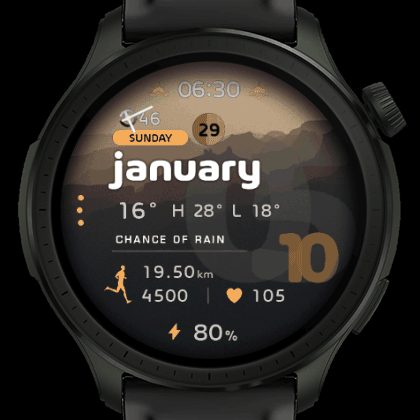 06:30
46
SUNDAY
29
january
16° H 28° L 18°
CHANCE OF RAIN
10
19.50km
4500 | 105
80%